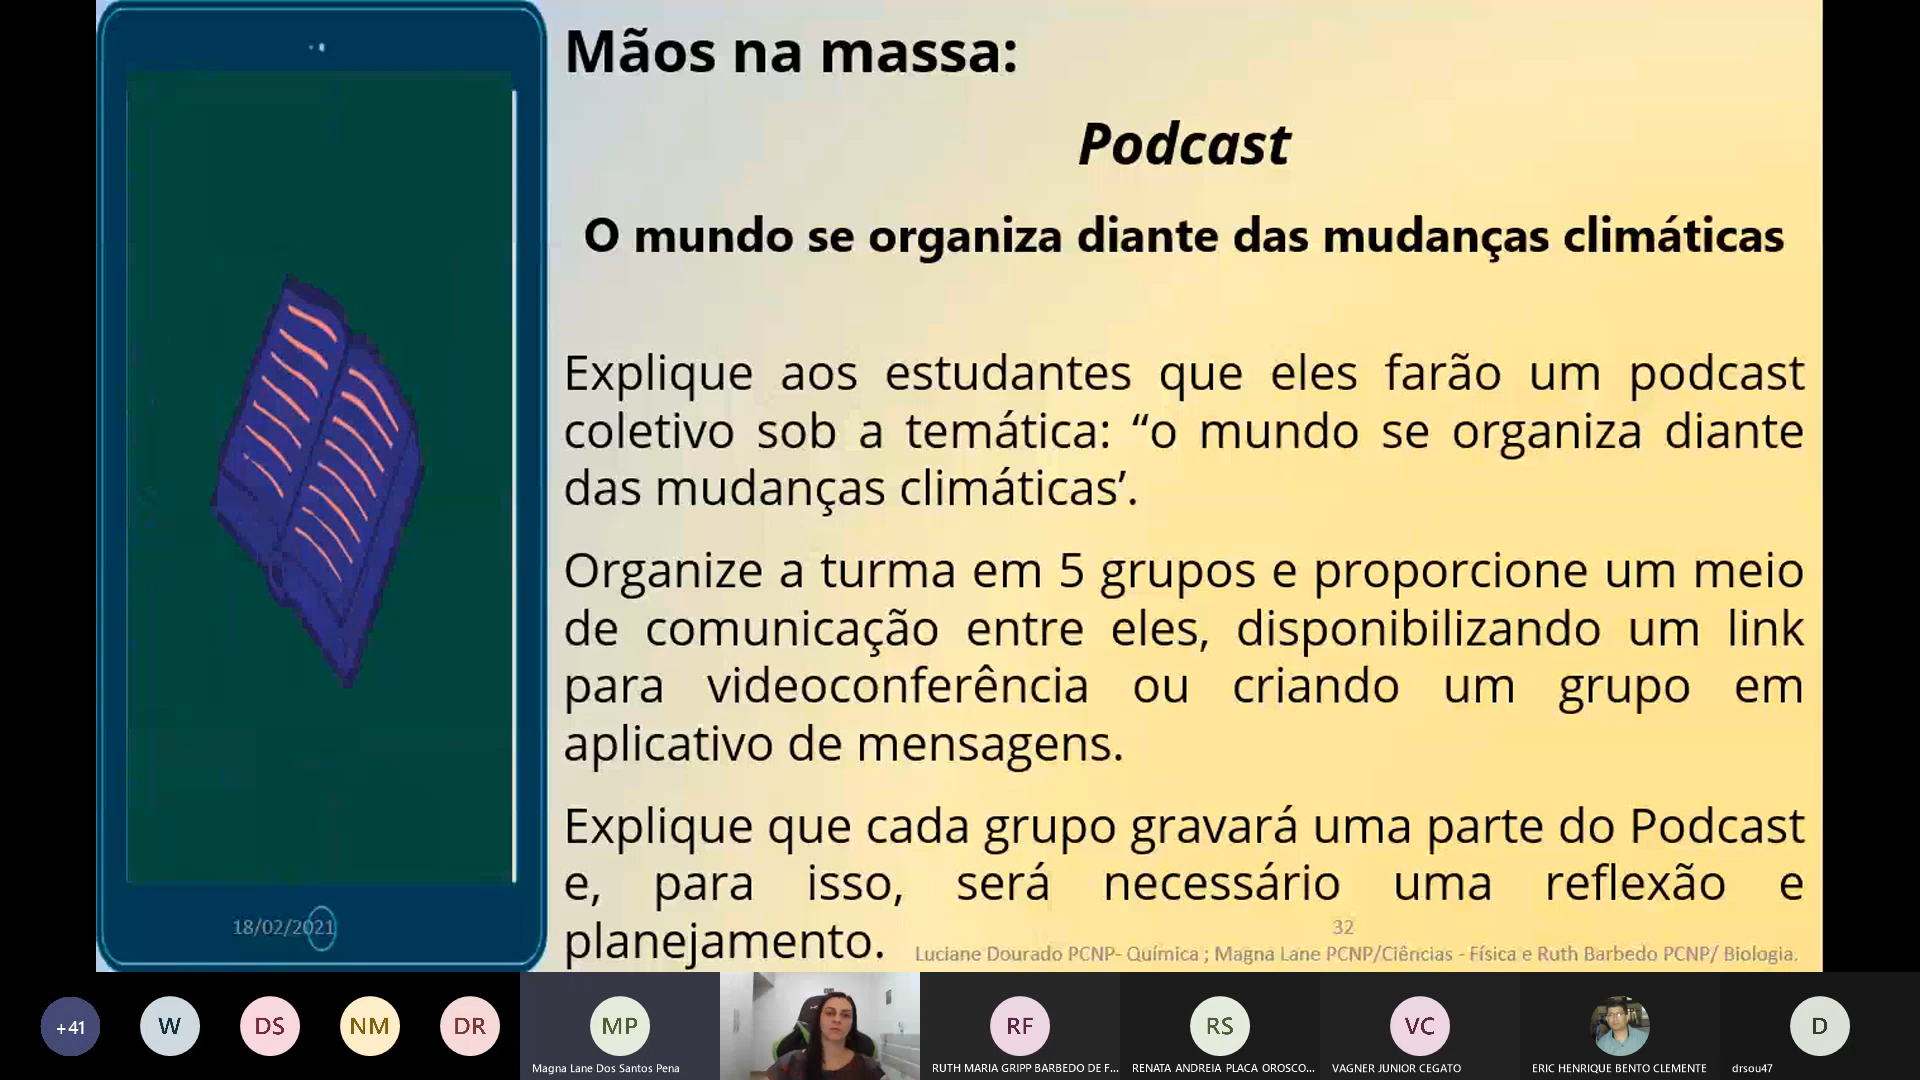 Mãos na massa:
Podcast
O mundo se organiza diante das mudanças climáticas
Explique aos estudantes que eles farão um podcast
coletivo sob a temática: “o mundo se organiza diante
das mudanças climáticas’.
Organize a turma em 5 grupos e proporcione um meio
de comunicação entre eles, disponibilizando um link
para videoconferência ou criando um grupo em
aplicativo de mensagens.
Explique que cada grupo gravará uma parte do Podcast
e, para isso, será necessário uma reflexão e
planejamento.
18/02/2021
32
Luciane Dourado PCNP- Química ; Magna Lane PCNP/Ciências - Física e Ruth Barbedo PCNP/ Biologia.
+41
W
DS
NM
DR
MP
RF
RS
VC
D
Magna Lane Dos Santos Pena
RUTH MARIA GRIPP BARBEDO DE F...
RENATA ANDREIA PLACA OROSCO...
VAGNER JUNIOR CEGATO
ERIC HENRIQUE BENTO CLEMENTE
drsou47